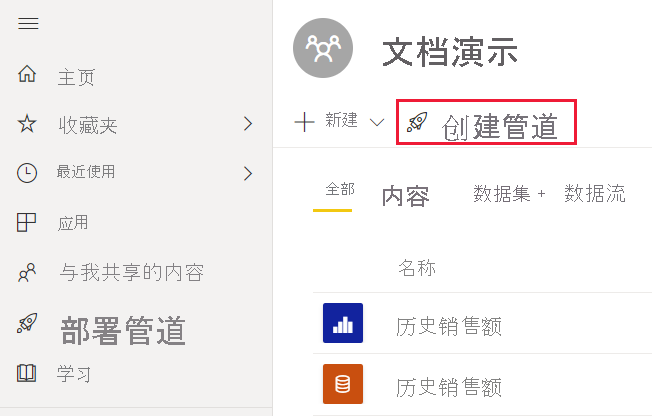 主页
收藏夹
最近使用
应用
与我共享的内容
部署管道
学习
文档演示
新建 创建管道
全部 内容 数据集 + 数据流
名称
历史销售额
历史销售额